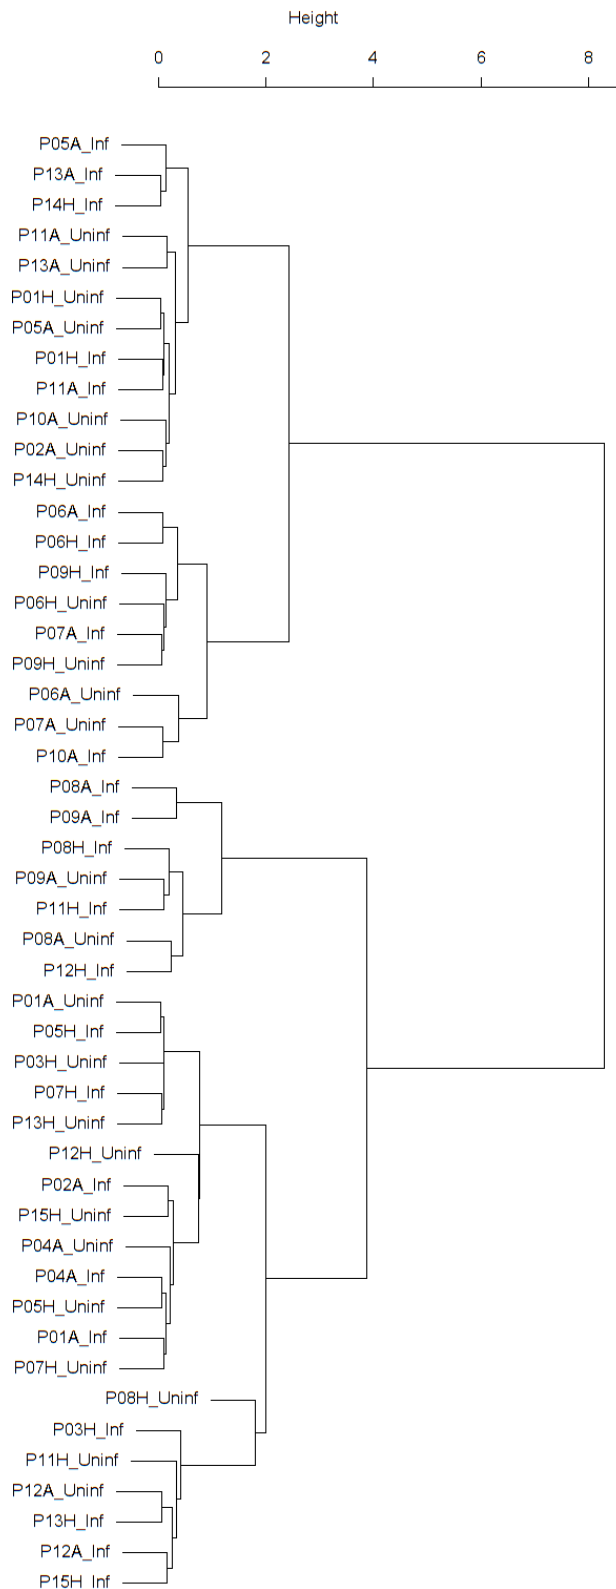 Height
0 2 4 6 8
P05A_Inf
P13A_Inf
P14H_Inf
P11A_Uninf
P13A_Uninf
P01H_Uninf
P05A_Uninf
P01H_Inf
P11A_Inf
P10A_Uninf
P02A_Uninf
P14H_Uninf
P06A_Inf
P06H_Inf
P09H_Inf
P06H_Uninf
P07A_Inf
P09H_Uninf
P06A_Uninf
P07A_Uninf
P10A_Inf
P08A_Inf
P09A_Inf
P08H_Inf
P09A_Uninf
P11H_Inf
P08A_Uninf
P12H_Inf
P01A_Uninf
P05H_Inf
P03H_Uninf
P07H_Inf
P13H_Uninf
P12H_Uninf
P02A_Inf
P15H_Uninf
P04A_Uninf
P04A_Inf
P05H_Uninf
P01A_Inf
P07H_Uninf
P08H_Uninf
P03H_Inf
P11H_Uninf
P12A_Uninf
P13H_Inf
P12A_Inf
P15H_Inf